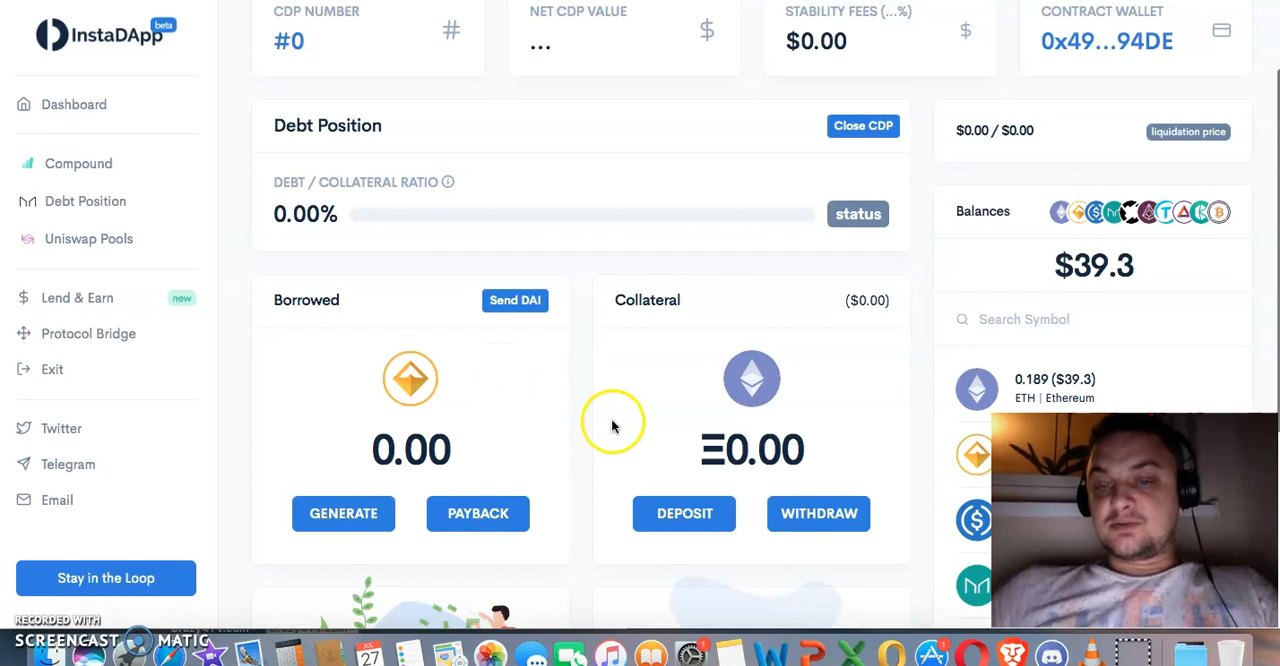 InstaDApp
beta
Dashboard
Compound
Debt Position
Uniswap Pools
Lend & Earn
new
Protocol Bridge
Exit
Twitter
Telegram
Email
Stay in the Loop
CDP NUMBER
#0
#
NET CDP VALUE
...
$
STABILITY FEES (...%)
$0.00
$
CONTRACT WALLET
0x49...94DE
Debt Position
Close CDP
DEBT / COLLATERAL RATIO
0.00%
status
Borrowed
Send DAI
0.00
GENERATE
PAYBACK
Collateral
($0.00)
Ξ0.00
DEPOSIT
WITHDRAW
$0.00 / $0.00
liquidation price
Balances
$39.3
Search Symbol
0.189 ($39.3)
ETH | Ethereum
RECORDED WITH
SCREENCAST MATIC
27